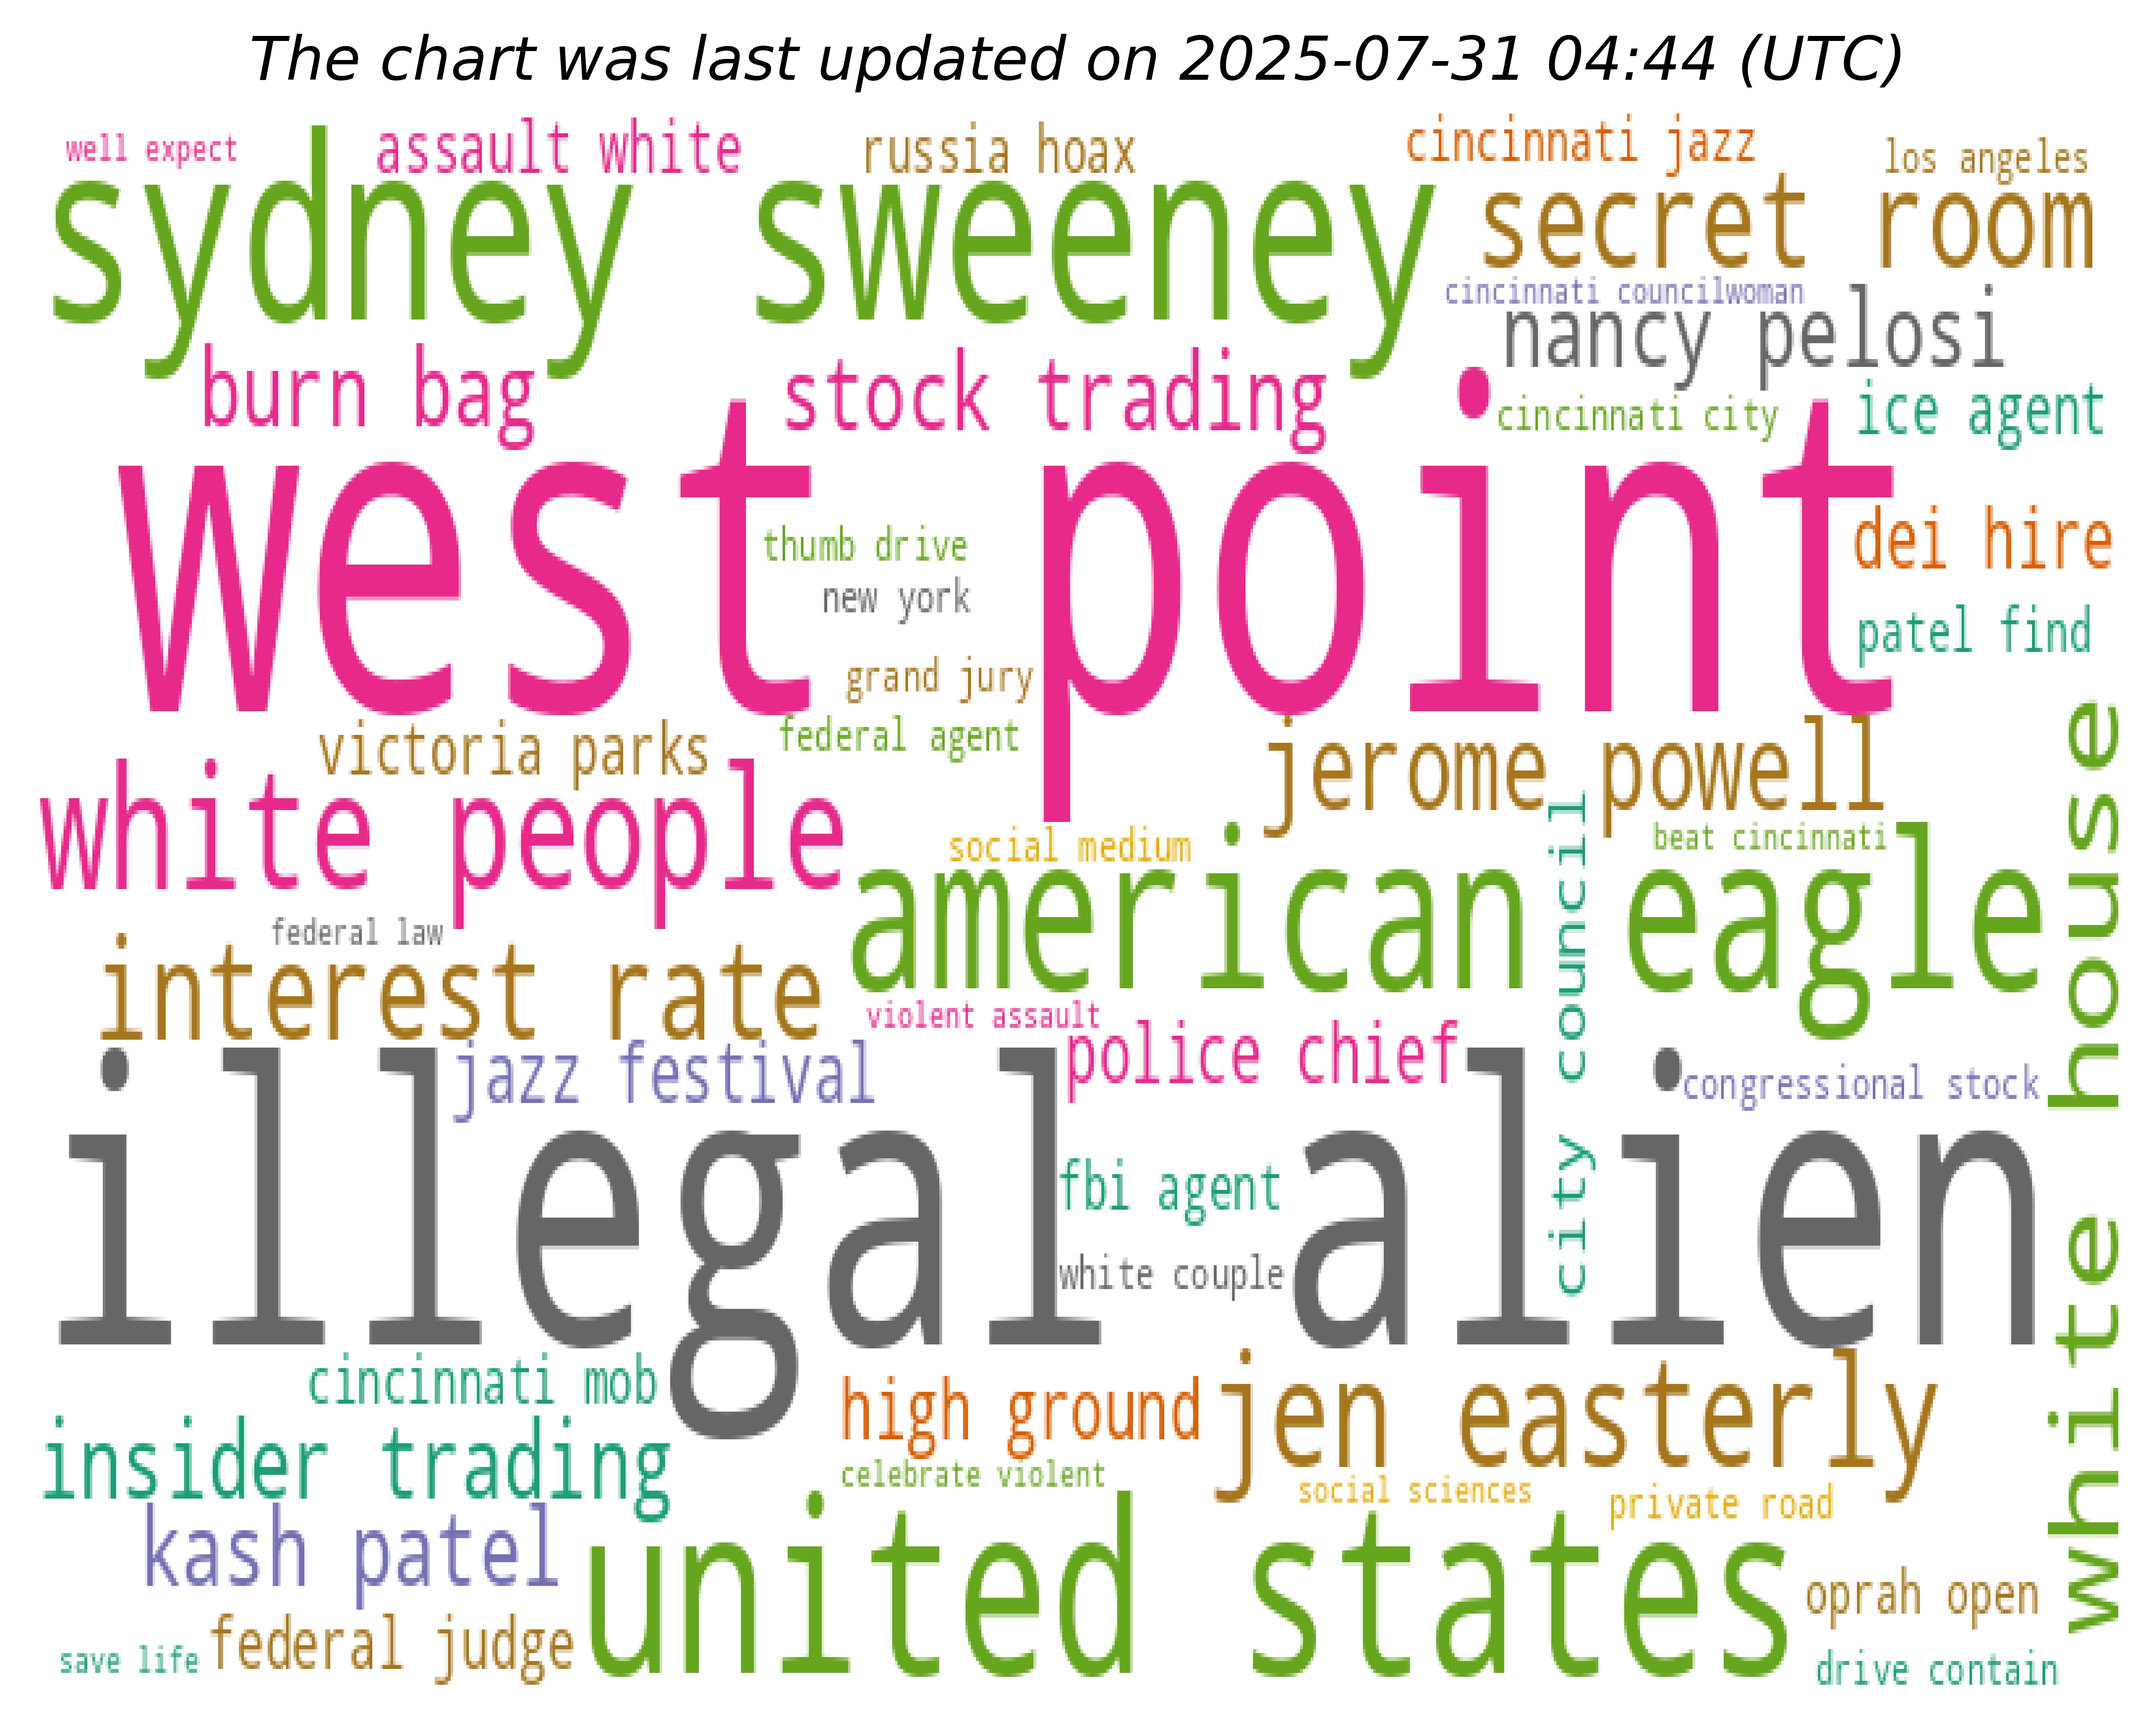 The chart was last updated on 2025-07-31 04:44 (UTC)
well expect
assault white
russia hoax
cincinnati jazz
los angeles
sydney sweeney
secret room
cincinnati councilwoman
nancy pelosi
burn bag
stock trading
cincinnati city
ice agent
west point
thumb drive
dei hire
new york
patel find
grand jury
federal agent
victoria parks
jerome powell
white people
social medium
beat cincinnati
american eagle
city council
white house
federal law
interest rate
violent assault
police chief
jazz festival
congressional stock
illegal alien
fbi agent
white couple
cincinnati mob
high ground
jen easterly
insider trading
celebrate violent
social sciences
private road
kash patel
united states
oprah open
federal judge
save life
drive contain